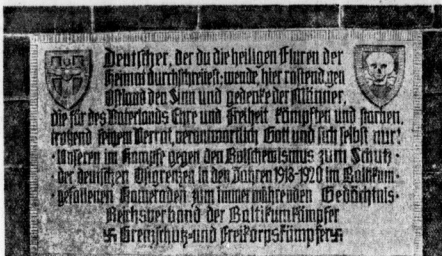 Deutscher, der du die heiligen Fluren der
Heimat durchschreitest: wende, hier rastend, gen
Ostland den Sinn und gedenke der Männer,
die für des Vaterlands Ehre und Freiheit kämpften und starben,
trotzend feigem Verrat, verantwortlich Gott und sich selbst nur!
· Unseren im Kampfe gegen den Bolschewismus zum Schutz ·
· der deutschen Ostgrenzen in den Jahren 1918-1920 im Baltikum ·
· gefallenen Kameraden zum immerwährenden Gedächtnis ·
Reichsverband der Baltikumkämpfer
卐 Grenzschutz- und Freikorpskämpfer 卐